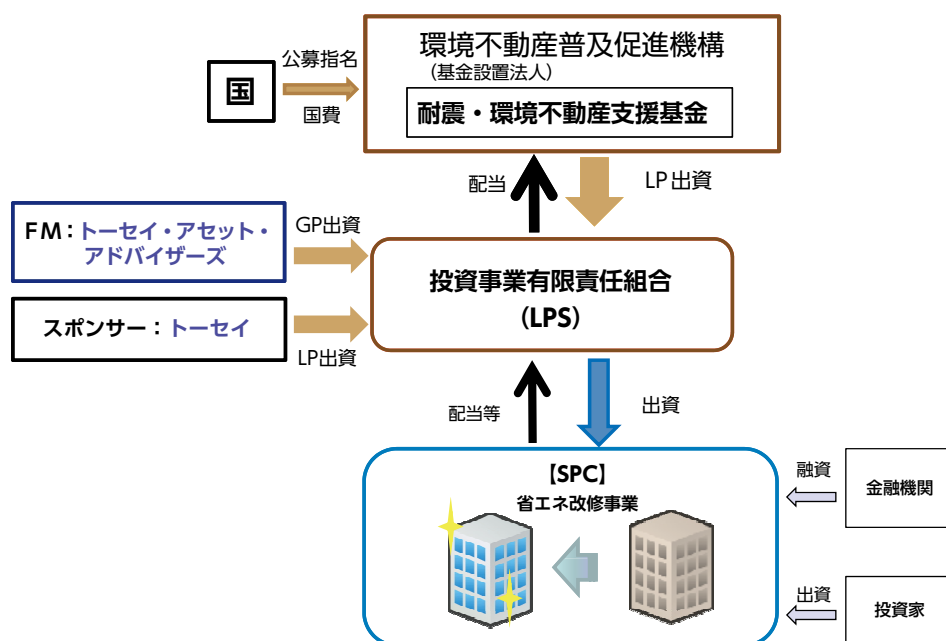 環境不動産普及促進機構
(基金設置法人)
耐震・環境不動産支援基金
公募指名
国
国費
配当
LP出資
FM:トーセイ・アセット・
アドバイザーズ
GP出資
投資事業有限責任組合
(LPS)
スポンサー:トーセイ
LP出資
配当等
出資
【SPC】
省エネ改修事業
融資
金融機関
出資
投資家